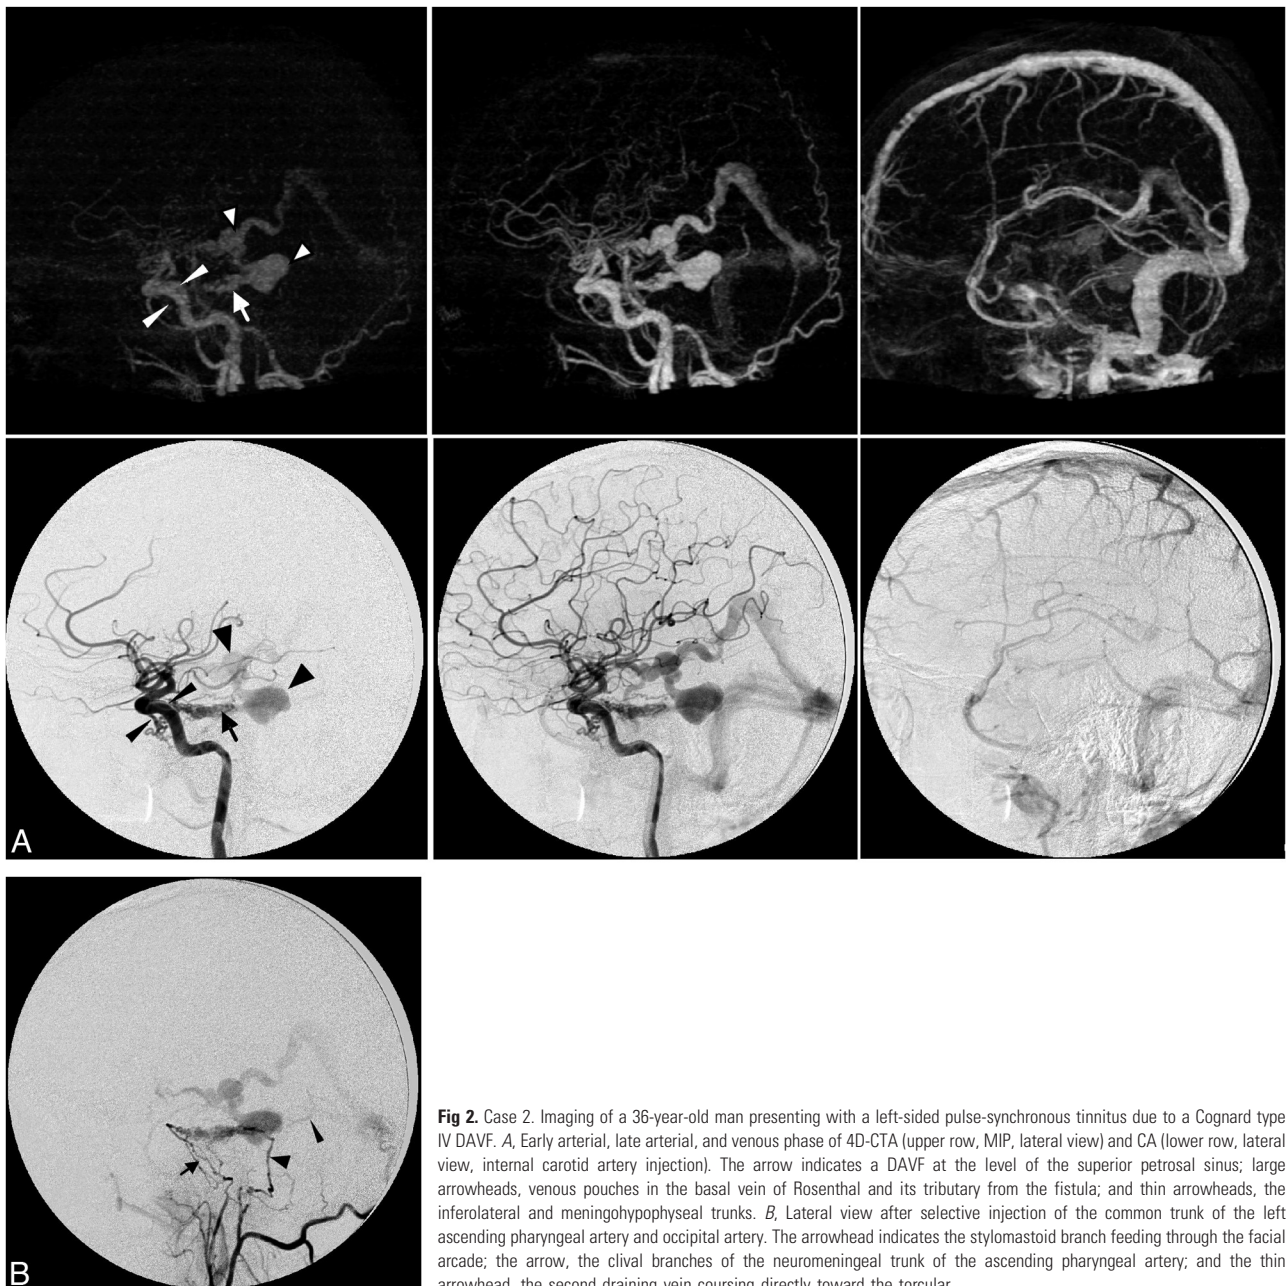 A
B
Fig 2. Case 2. Imaging of a 36-year-old man presenting with a left-sided pulse-synchronous tinnitus due to a Cognard type
IV DAVF. A, Early arterial, late arterial, and venous phase of 4D-CTA (upper row, MIP, lateral view) and CA (lower row, lateral
view, internal carotid artery injection). The arrow indicates a DAVF at the level of the superior petrosal sinus; large
arrowheads, venous pouches in the basal vein of Rosenthal and its tributary from the fistula; and thin arrowheads, the
inferolateral and meningohypophyseal trunks. B, Lateral view after selective injection of the common trunk of the left
ascending pharyngeal artery and occipital artery. The arrowhead indicates the stylomastoid branch feeding through the facial
arcade; the arrow, the clival branches of the neuromeningeal trunk of the ascending pharyngeal artery; and the thin
arrowhead, the second draining vein coursing directly toward the torcular.